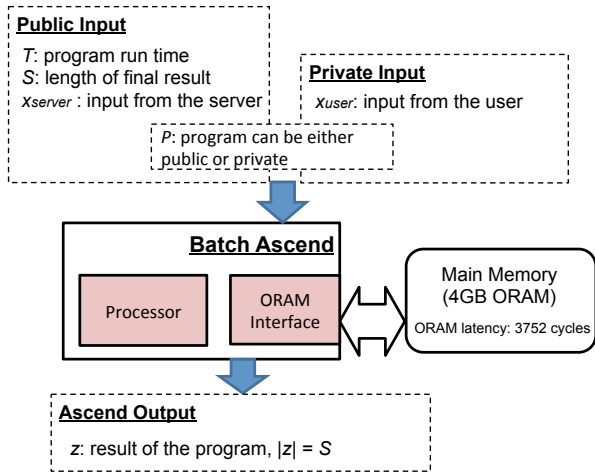 Public Input
T: program run time
S: length of final result
xserver : input from the server
Private Input
xuser: input from the user
P: program can be either
public or private
Batch Ascend
Processor
ORAM
Interface
Main Memory
(4GB ORAM)
ORAM latency: 3752 cycles
Ascend Output
z: result of the program, |z| = S